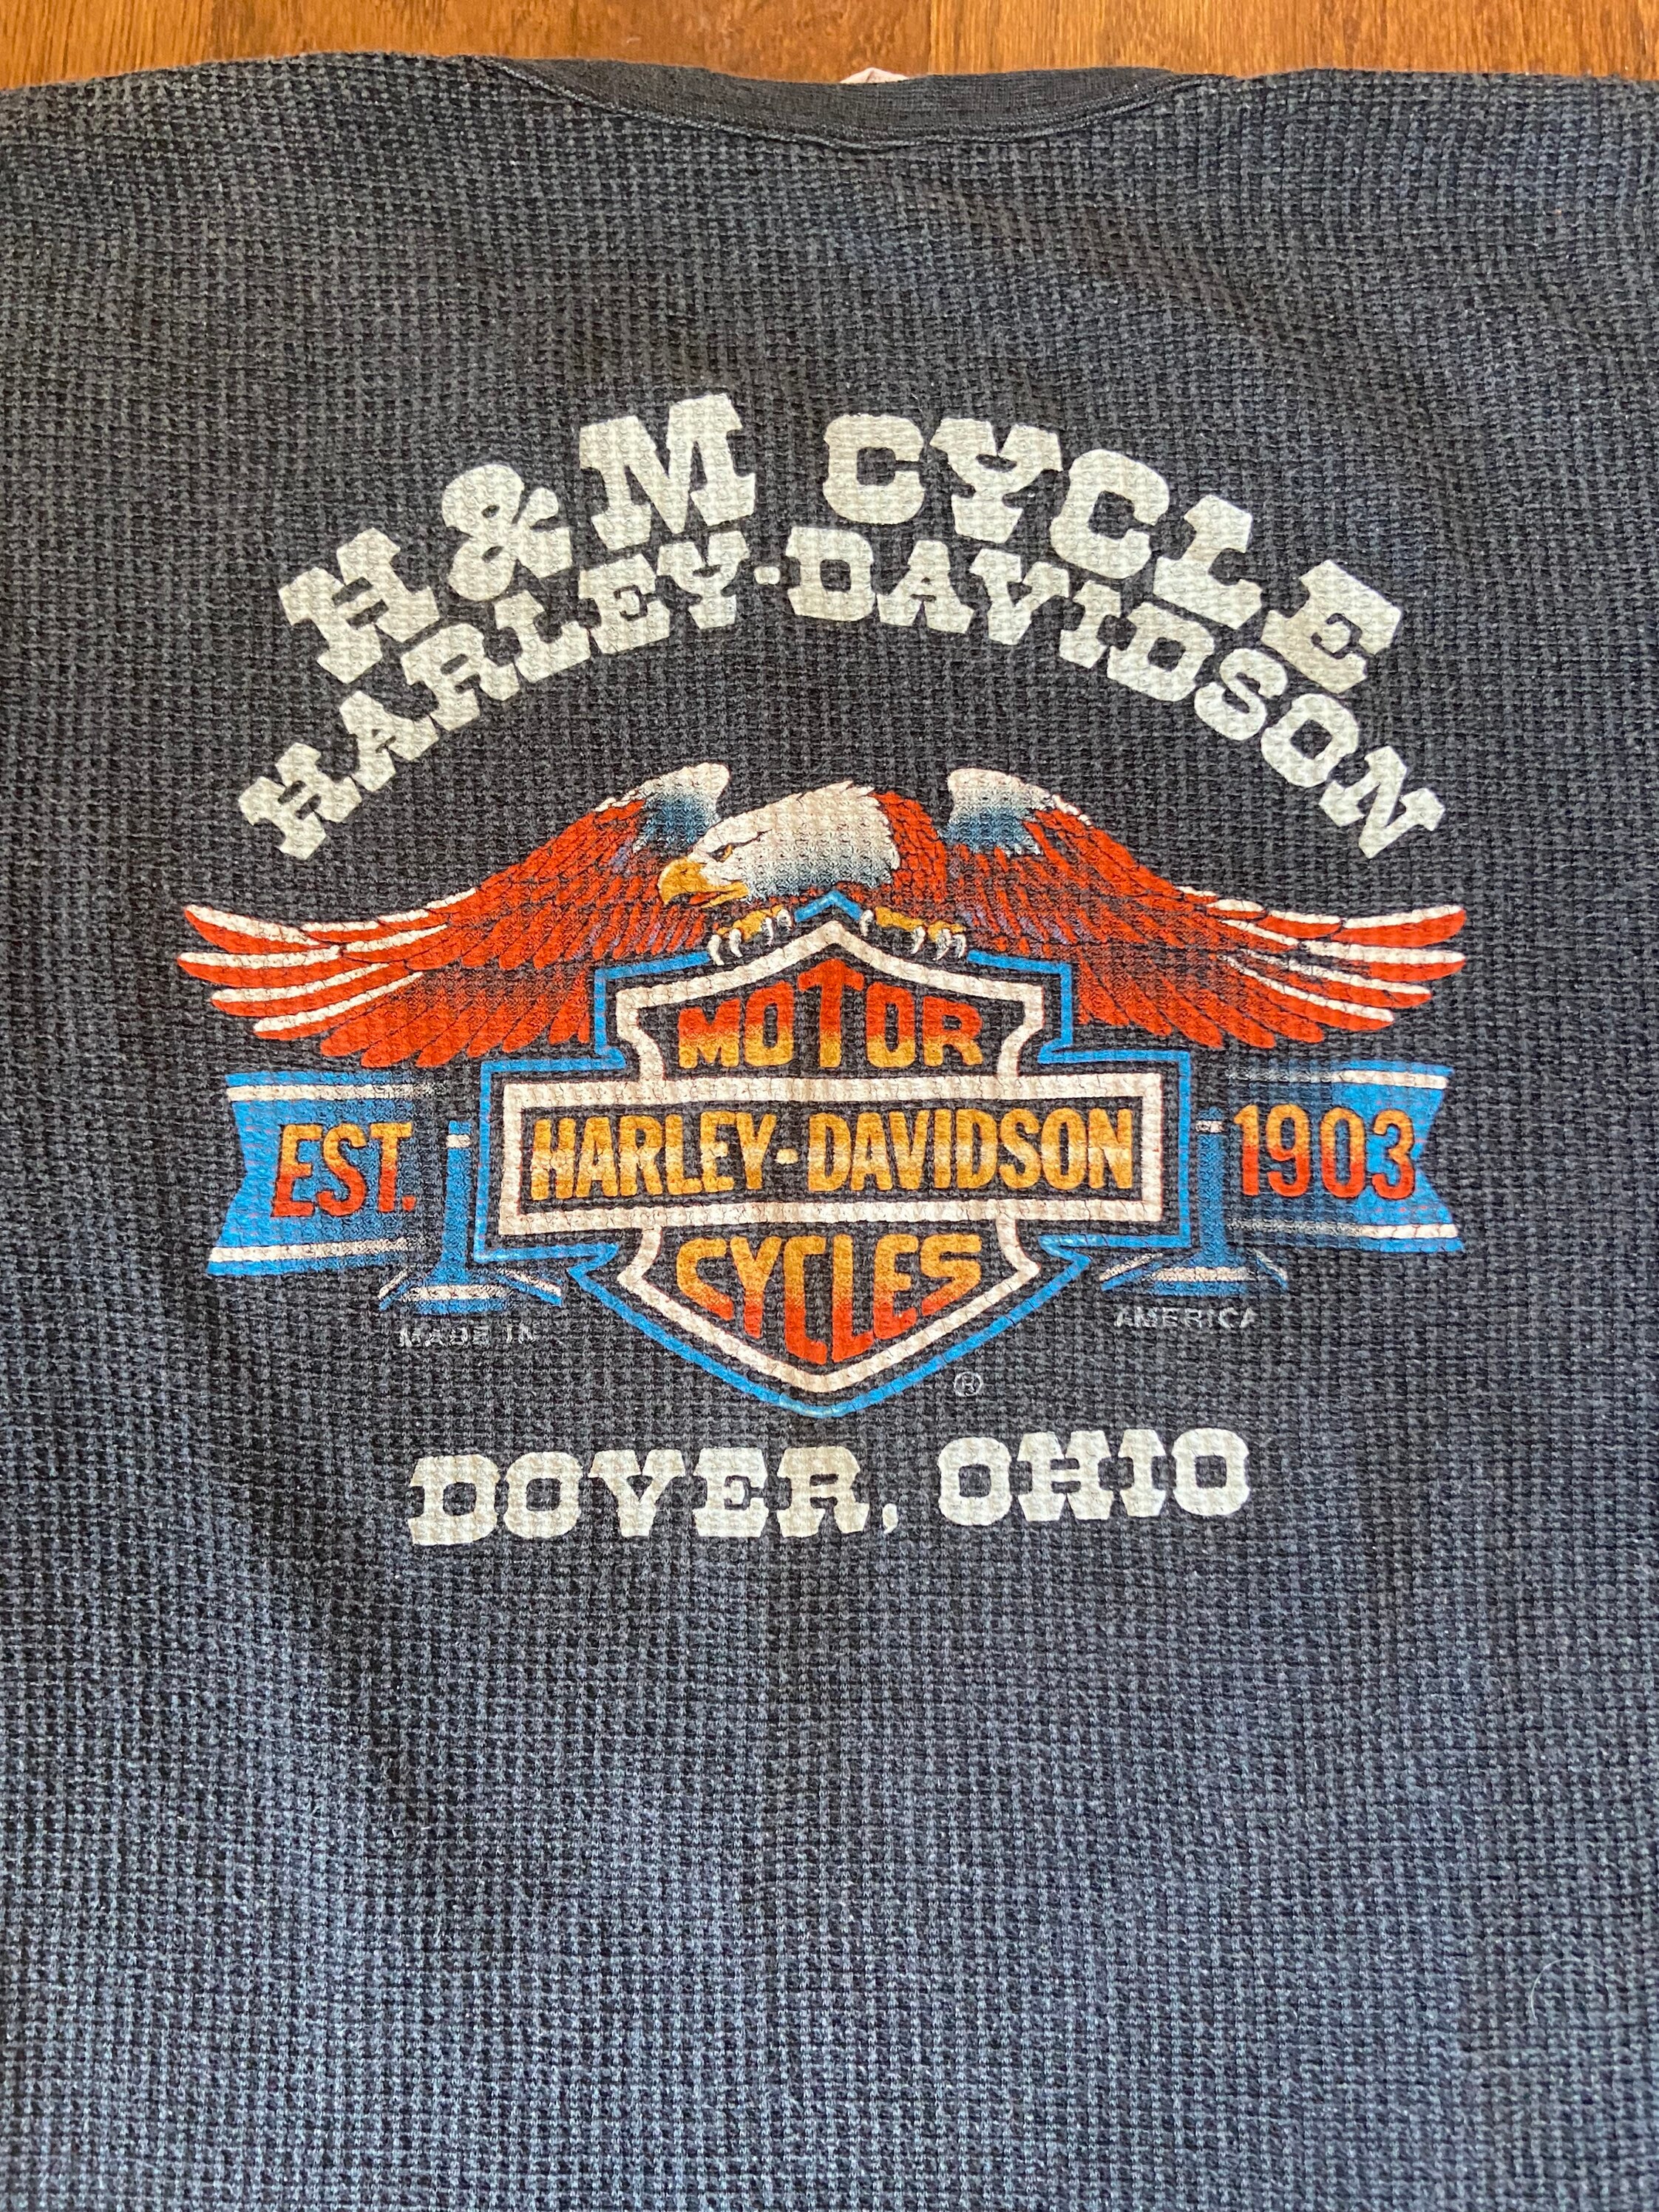 H&M CYCLE
HARLEY-DAVIDSON
MOTOR
EST. HARLEY-DAVIDSON 1903
CYCLES
MADE IN AMERICA
®
DOVER, OHIO